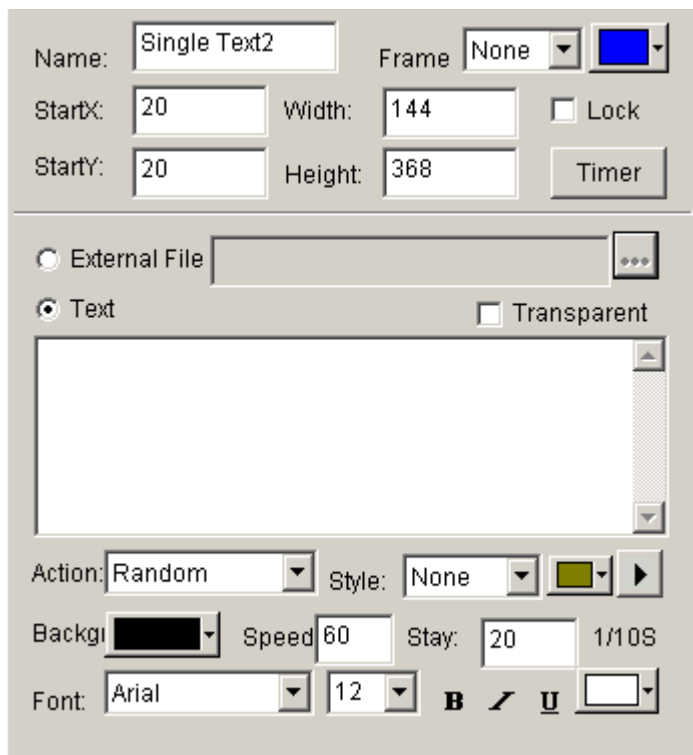 Name: Single Text2 Frame None
StartX: 20 Width: 144 Lock
StartY: 20 Height: 368 Timer
External File ...
Text Transparent
Action: Random Style: None
Backgı 60 Speed Stay: 20 1/10S
Font: Arial 12 B I U